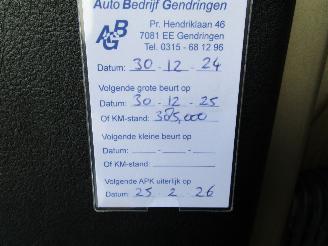 Auto Bedrijf Gendringen
ABG
Pr. Hendriklaan 46
7081 EE Gendringen
Tel. 0315 - 68 12 96
Datum: 30-12-24
Volgende grote beurt op
Datum: 30-12-25
Of KM-stand: 385,000
Volgende kleine beurt op
Datum: - -
Of KM-stand:
Volgende APK uiterlijk op
Datum: 25-2-26